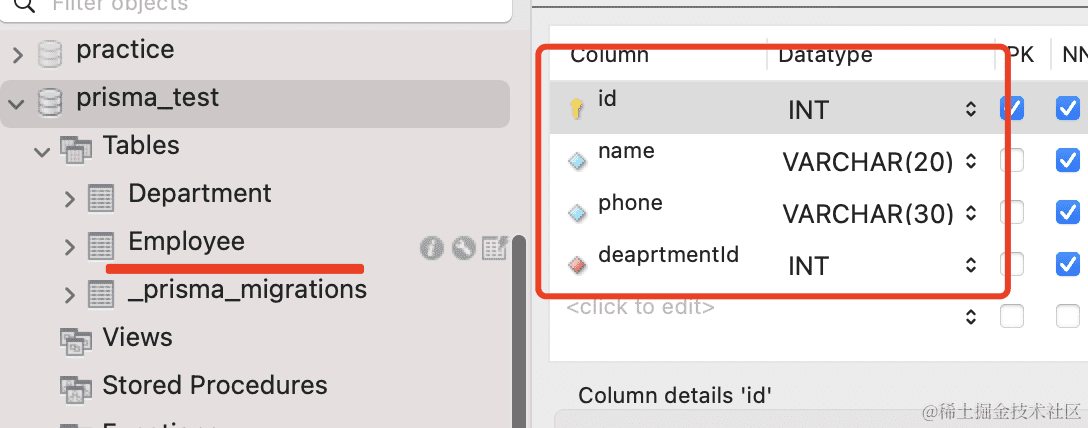 Filter objects
practice
prisma_test
Tables
Department
Employee
_prisma_migrations
Views
Stored Procedures
Functions
Column Datatype PK NN
id INT
name VARCHAR(20)
phone VARCHAR(30)
deaprtmentId INT
<click to edit>
Column details 'id'
@稀土掘金技术社区